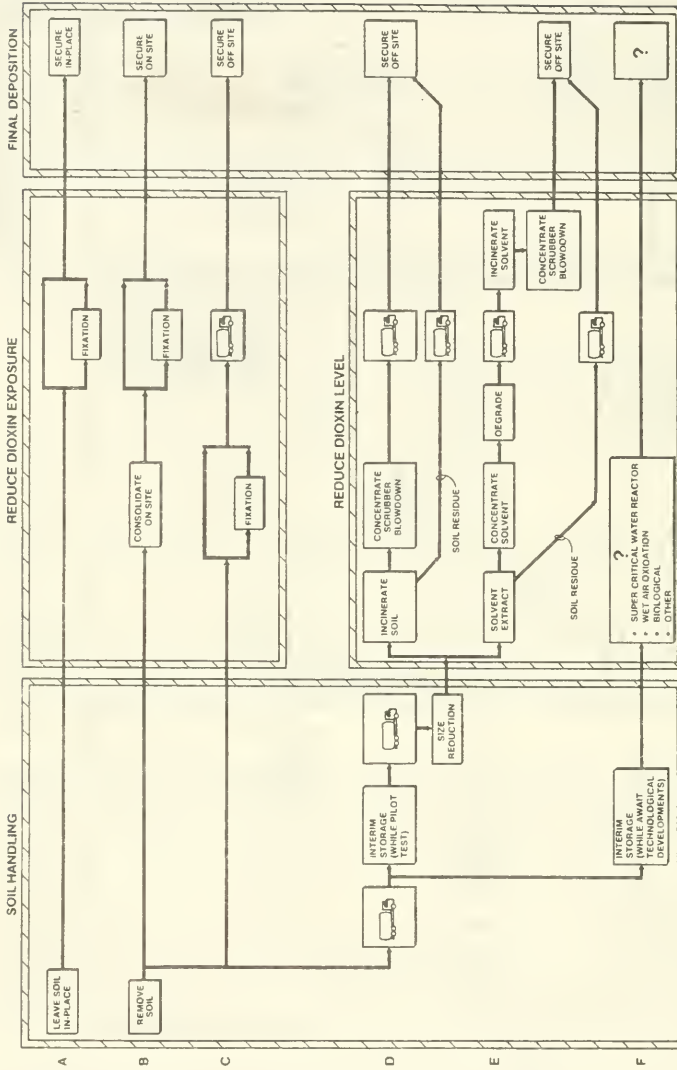 SOIL HANDLING
REDUCE DIOXIN EXPOSURE
FINAL DEPOSITION
A
LEAVE SOIL
IN-PLACE
FIXATION
SECURE
IN-PLACE
B
REMOVE
SOIL
CONSOLIDATE
ON SITE
FIXATION
SECURE
ON SITE
C
FIXATION
SECURE
OFF SITE
REDUCE DIOXIN LEVEL
D
INTERIM
STORAGE
(WHILE PILOT
TEST)
SIZE
REDUCTION
INCINERATE
SOIL
CONCENTRATE
SCRUBBER
BLOWDOWN
SOIL RESIDUE
SECURE
OFF SITE
E
SOLVENT
EXTRACT
CONCENTRATE
SOLVENT
DEGRADE
INCINERATE
SOLVENT
CONCENTRATE
SCRUBBER
BLOWDOWN
SOIL RESIDUE
SECURE
OFF SITE
F
INTERIM
STORAGE
(WHILE AWAIT
TECHNOLOGICAL
DEVELOPMENTS)
?
• SUPER CRITICAL WATER REACTOR
• WET AIR OXIDATION
• BIOLOGICAL
• OTHER
?